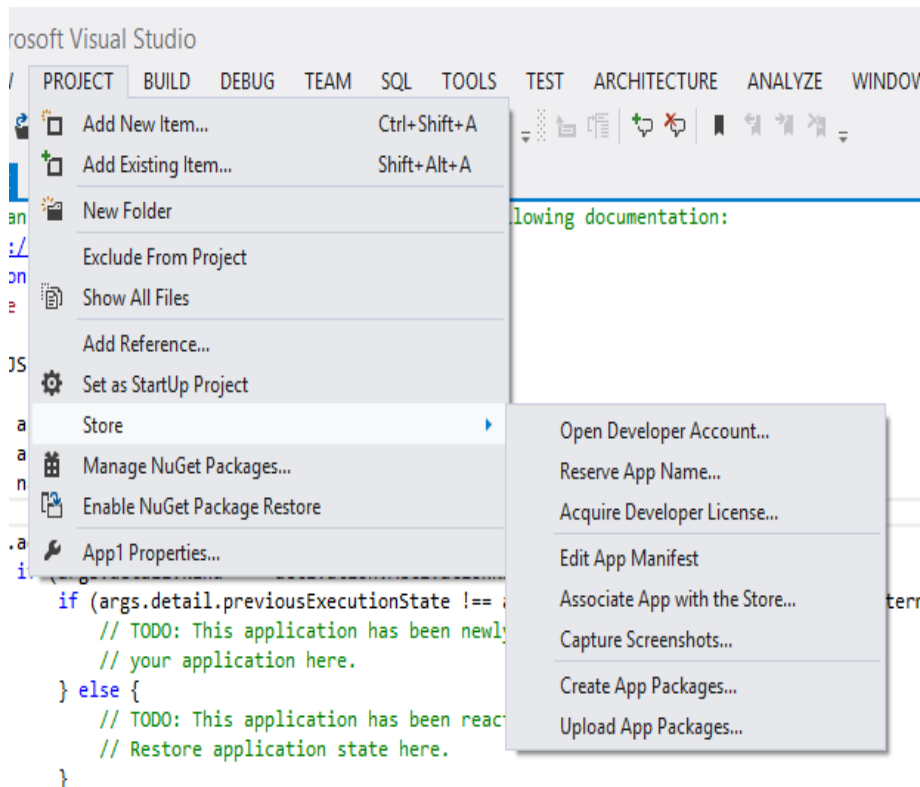 rosoft Visual Studio
PROJECT BUILD DEBUG TEAM SQL TOOLS TEST ARCHITECTURE ANALYZE WINDOW
Add New Item... Ctrl+Shift+A
Add Existing Item... Shift+Alt+A
New Folder
an llowing documentation:
://
Exclude From Project
on
Show All Files
e
Add Reference...
JS
Set as StartUp Project
a Store
Open Developer Account...
a Manage NuGet Packages...
Reserve App Name...
n
Enable NuGet Package Restore
Acquire Developer License...
.a App1 Properties...
Edit App Manifest
if (args.detail.previousExecutionState !== a
Associate App with the Store...
tern
// TODO: This application has been newly
Capture Screenshots...
// your application here.
} else {
Create App Packages...
// TODO: This application has been react
Upload App Packages...
// Restore application state here.
}